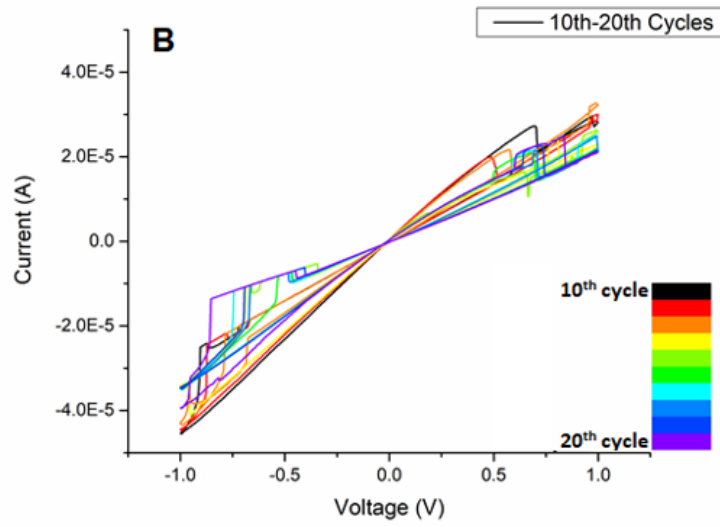 B
10th-20th Cycles
4.0E-5
2.0E-5
0.0
-2.0E-5
-4.0E-5
Current (A)
10th cycle
20th cycle
-1.0
-0.5
0.0
0.5
1.0
Voltage (V)